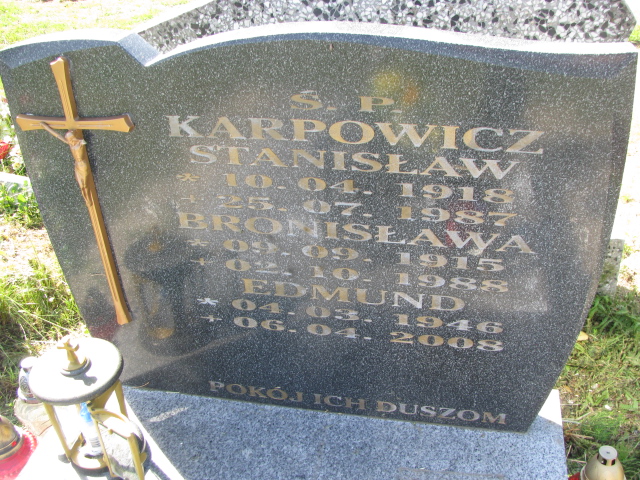 Ś. P.
KARPOWICZ
STANISŁAW
* 10. 04. 1918
+ 25. 07. 1987
BRONISŁAWA
* 09. 09. 1915
+ 02. 10. 1988
EDMUND
* 04. 03. 1946
+ 06. 04. 2008
POKÓJ ICH DUSZOM